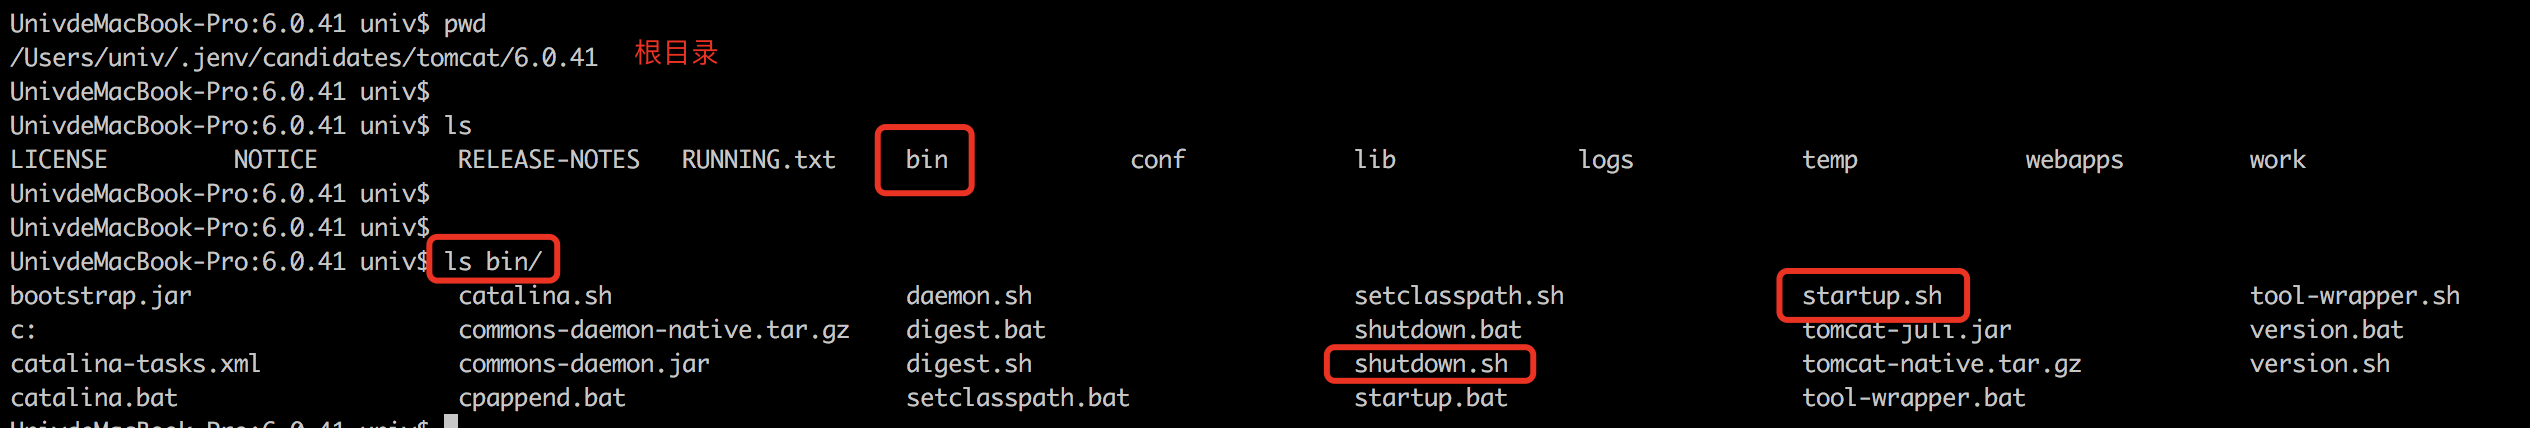 UnivdeMacBook-Pro:6.0.41 univ$ pwd
/Users/univ/.jenv/candidates/tomcat/6.0.41 根目录
UnivdeMacBook-Pro:6.0.41 univ$
UnivdeMacBook-Pro:6.0.41 univ$ ls
LICENSE NOTICE RELEASE-NOTES RUNNING.txt bin conf lib logs temp webapps work
UnivdeMacBook-Pro:6.0.41 univ$
UnivdeMacBook-Pro:6.0.41 univ$
UnivdeMacBook-Pro:6.0.41 univ$ ls bin/
bootstrap.jar catalina.sh daemon.sh setclasspath.sh startup.sh tool-wrapper.sh
c: commons-daemon-native.tar.gz digest.bat shutdown.bat tomcat-juli.jar version.bat
catalina-tasks.xml commons-daemon.jar digest.sh shutdown.sh tomcat-native.tar.gz version.sh
catalina.bat cpappend.bat setclasspath.bat startup.bat tool-wrapper.bat
UnivdeMacBook-Pro:6.0.41 univ$